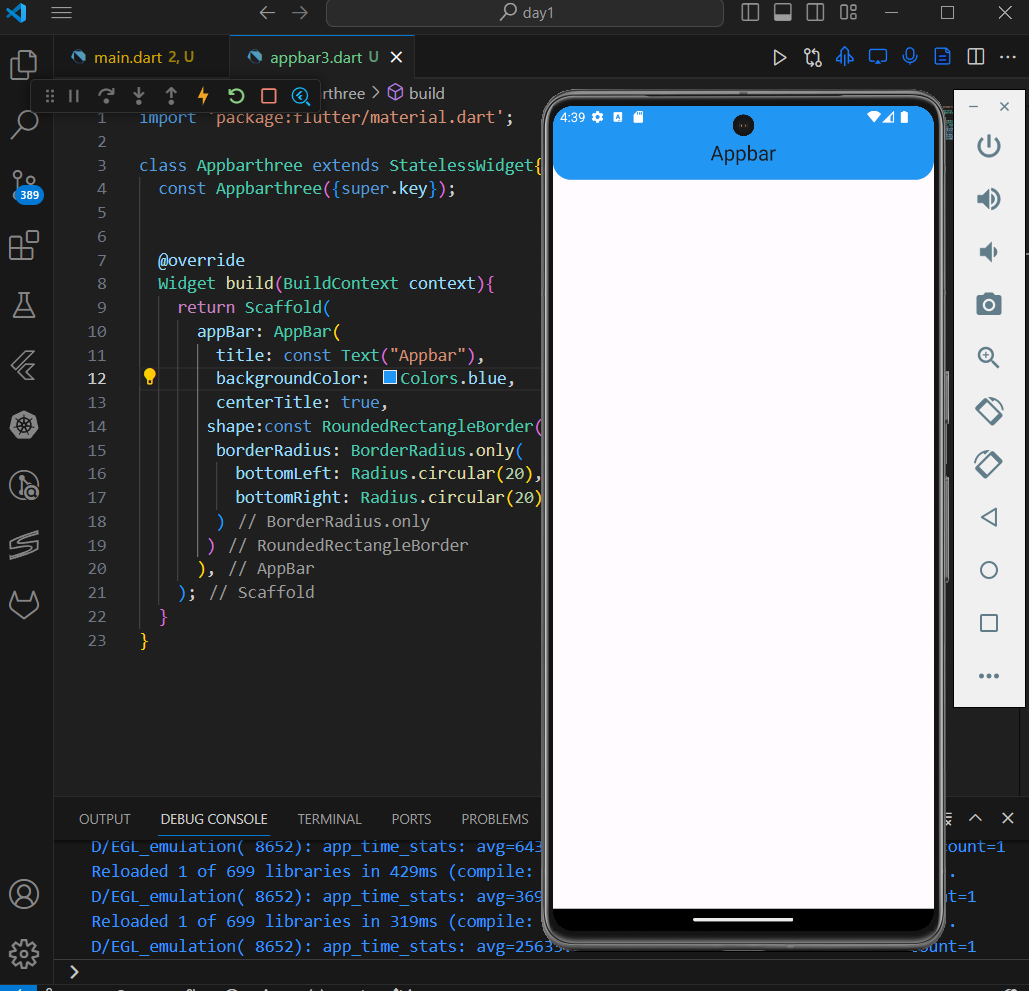 day1
main.dart 2, U
appbar3.dart U
rthree > build
1 import 'package:flutter/material.dart';
2
3 class Appbarthree extends StatelessWidget{
4 const Appbarthree({super.key});
5
6
7 @override
8 Widget build(BuildContext context){
9 return Scaffold(
10 appBar: AppBar(
11 title: const Text("Appbar"),
12 backgroundColor: Colors.blue,
13 centerTitle: true,
14 shape:const RoundedRectangleBorder(
15 borderRadius: BorderRadius.only(
16 bottomLeft: Radius.circular(20),
17 bottomRight: Radius.circular(20)
18 ) // BorderRadius.only
19 ) // RoundedRectangleBorder
20 ), // AppBar
21 ); // Scaffold
22 }
23 }
389
4:39
Appbar
OUTPUT DEBUG CONSOLE TERMINAL PORTS PROBLEMS
D/EGL_emulation( 8652): app_time_stats: avg=643 ount=1
Reloaded 1 of 699 libraries in 429ms (compile: .
D/EGL_emulation( 8652): app_time_stats: avg=369 t=1
Reloaded 1 of 699 libraries in 319ms (compile: .
D/EGL_emulation( 8652): app_time_stats: avg=25635. ount=1